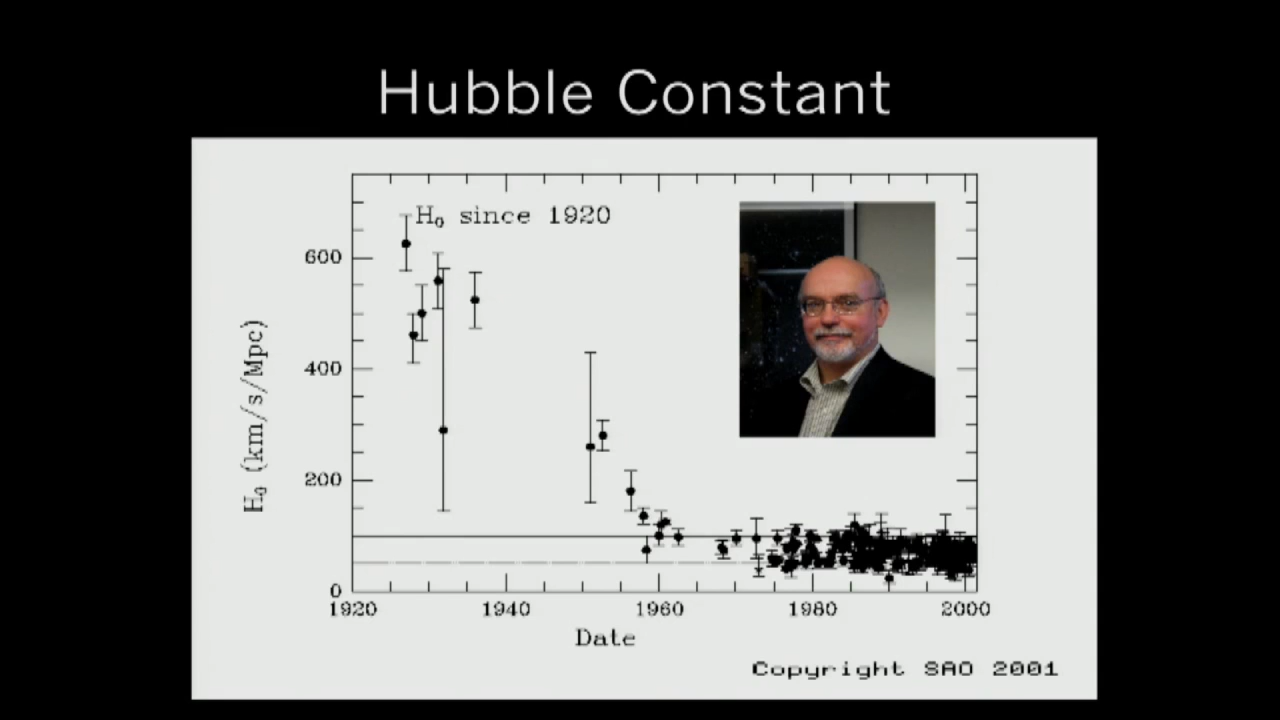 Hubble Constant
H₀ since 1920
600
400
200
0
H₀ (km/s/Mpc)
1920 1940 1960 1980 2000
Date
Copyright SAO 2001